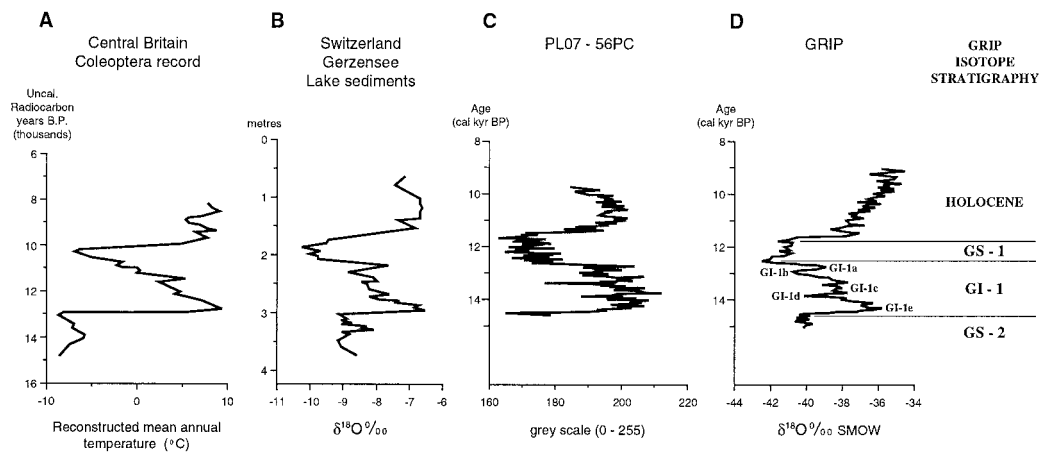 A
Central Britain
Coleoptera record
Uncal.
Radiocarbon
years B.P.
(thousands)
6
8
10
12
14
16
-10
0
10
Reconstructed mean annual
temperature (°C)
B
Switzerland
Gerzensee
Lake sediments
metres
0
1
2
3
4
-11
-10
-9
-8
-7
-6
δ18O‰
C
PL07 - 56PC
Age
(cal kyr BP)
8
10
12
14
160
180
200
220
grey scale (0 - 255)
D
GRIP
Age
(cal kyr BP)
8
10
12
14
-44
-42
-40
-38
-36
-34
δ18O‰ SMOW
GI-1a
GI-1b
GI-1c
GI-1d
GI-1e
GRIP
ISOTOPE
STRATIGRAPHY
HOLOCENE
GS - 1
GI - 1
GS - 2